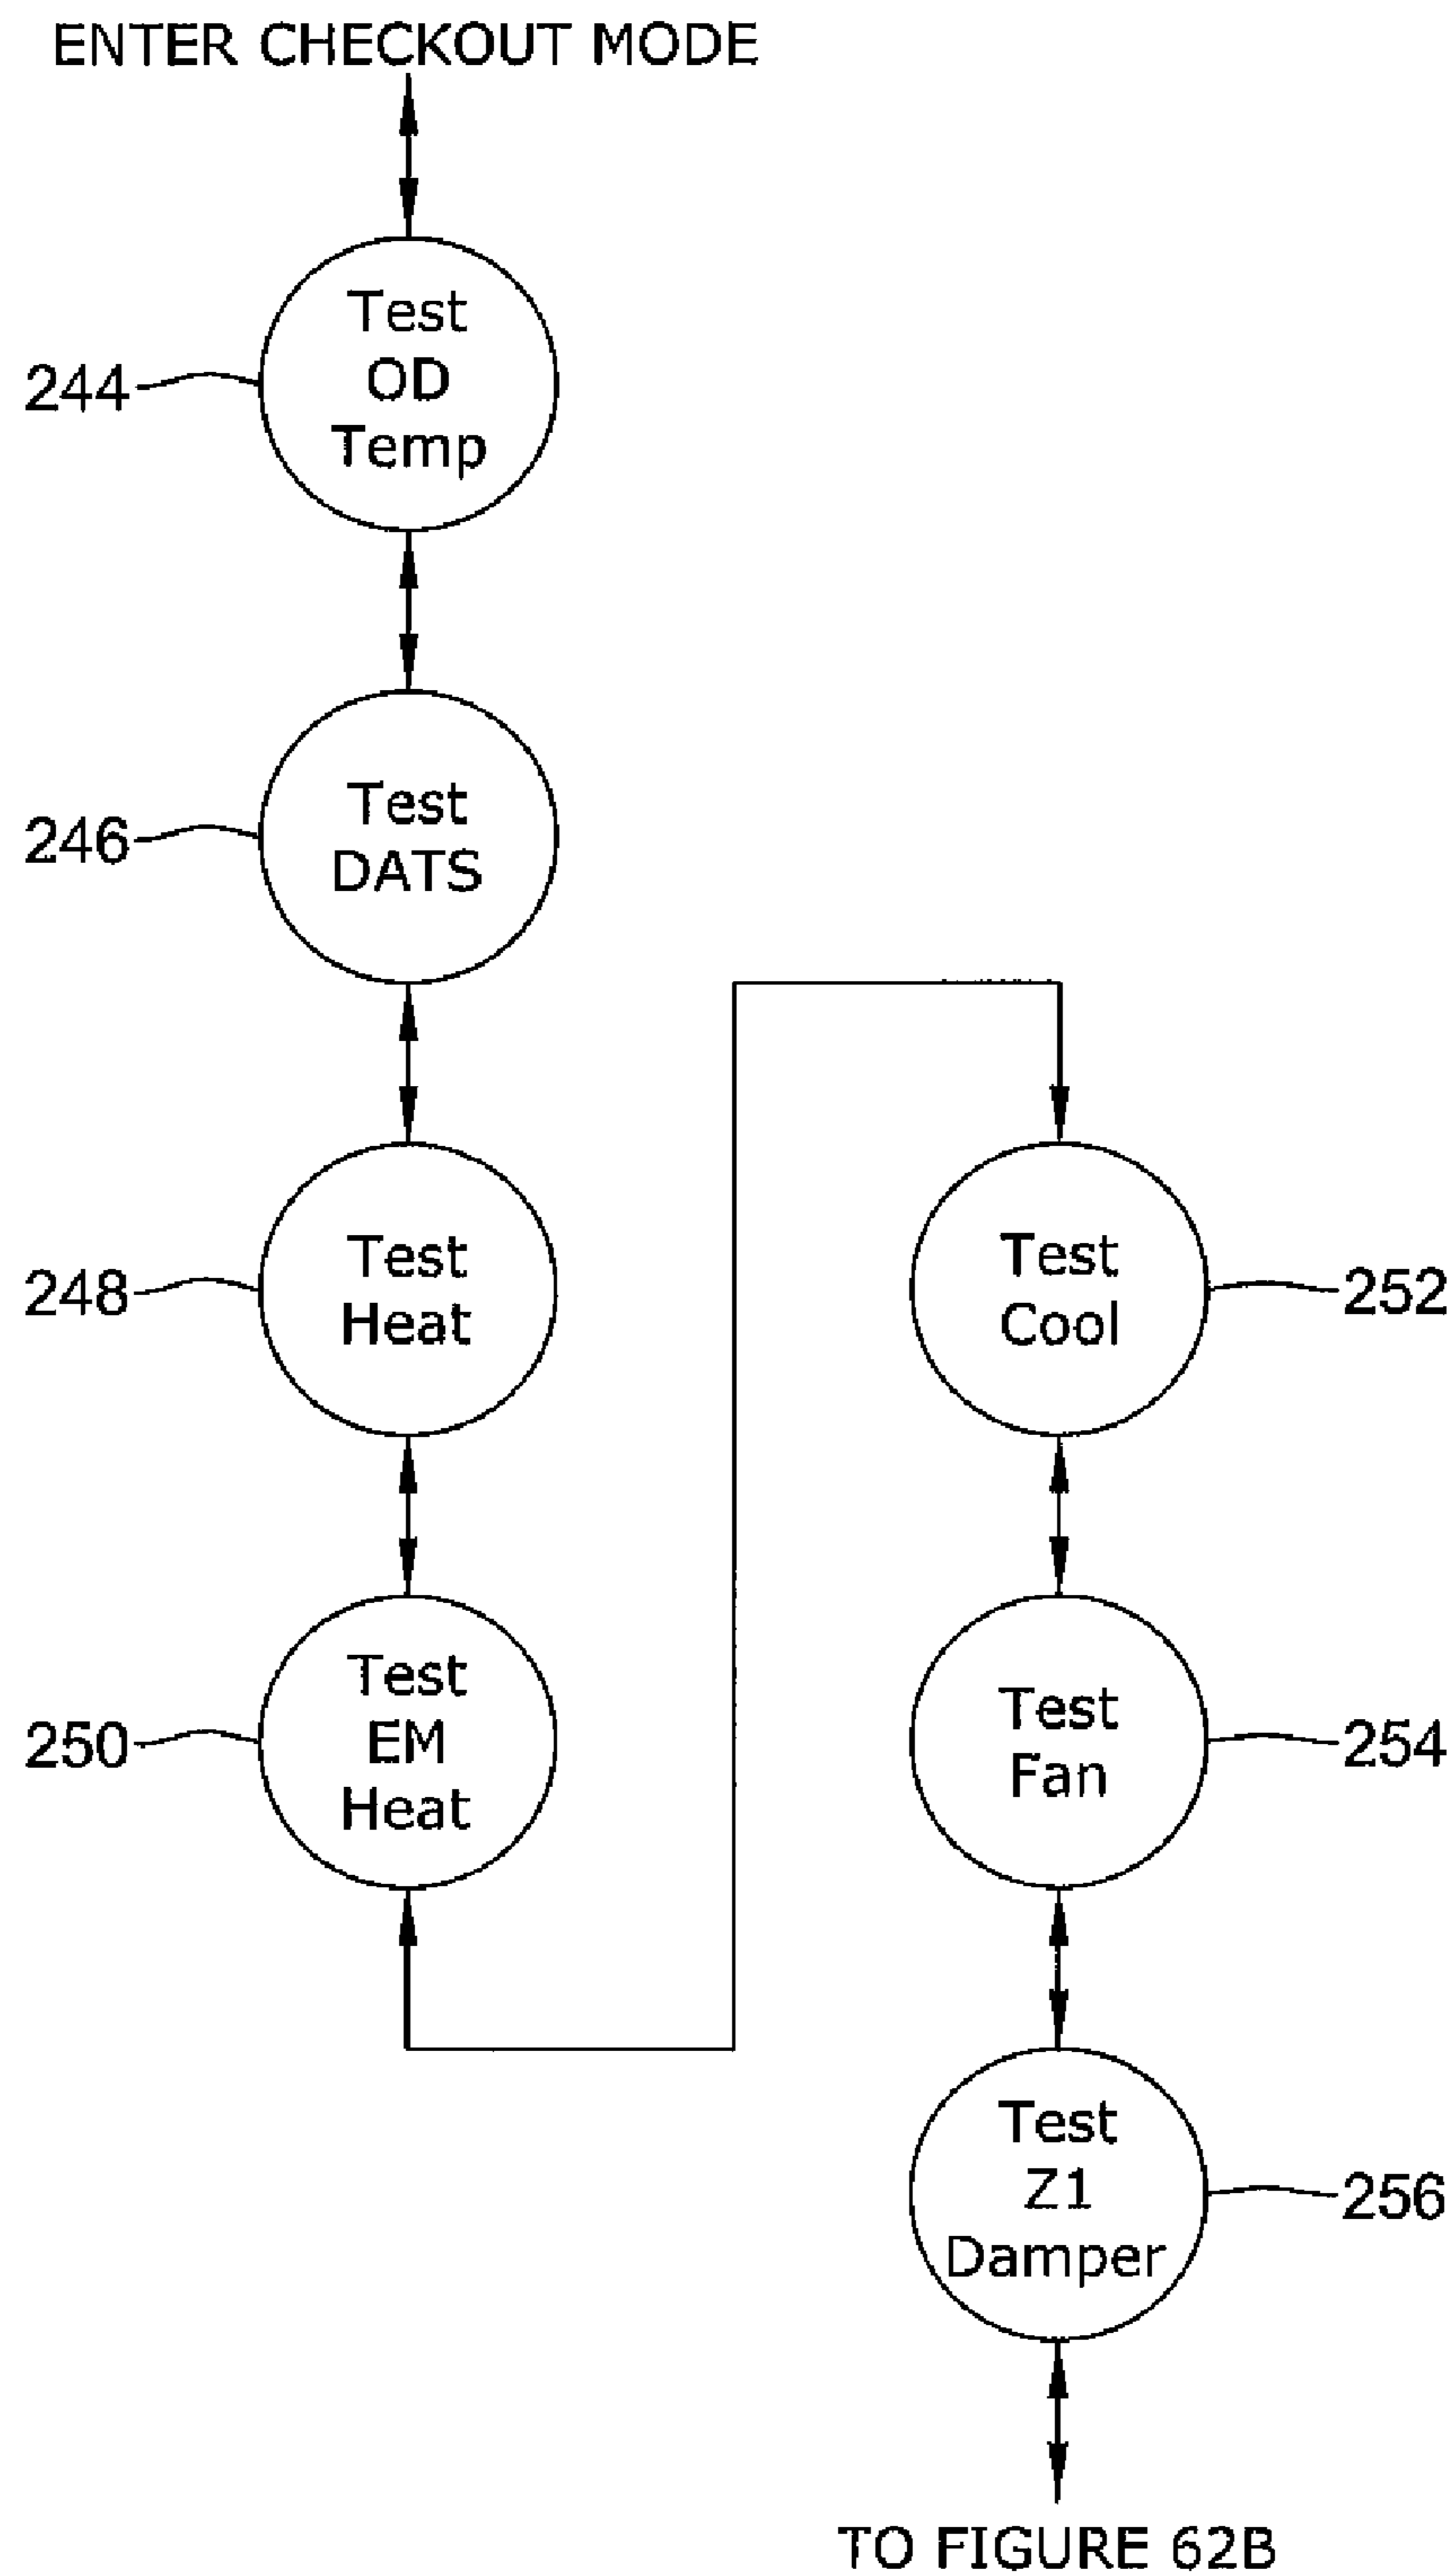 ENTER CHECKOUT MODE
244
Test
OD
Temp
246
Test
DATS
248
Test
Heat
250
Test
EM
Heat
Test
Cool
252
Test
Fan
254
Test
Z1
Damper
256
TO FIGURE 62B